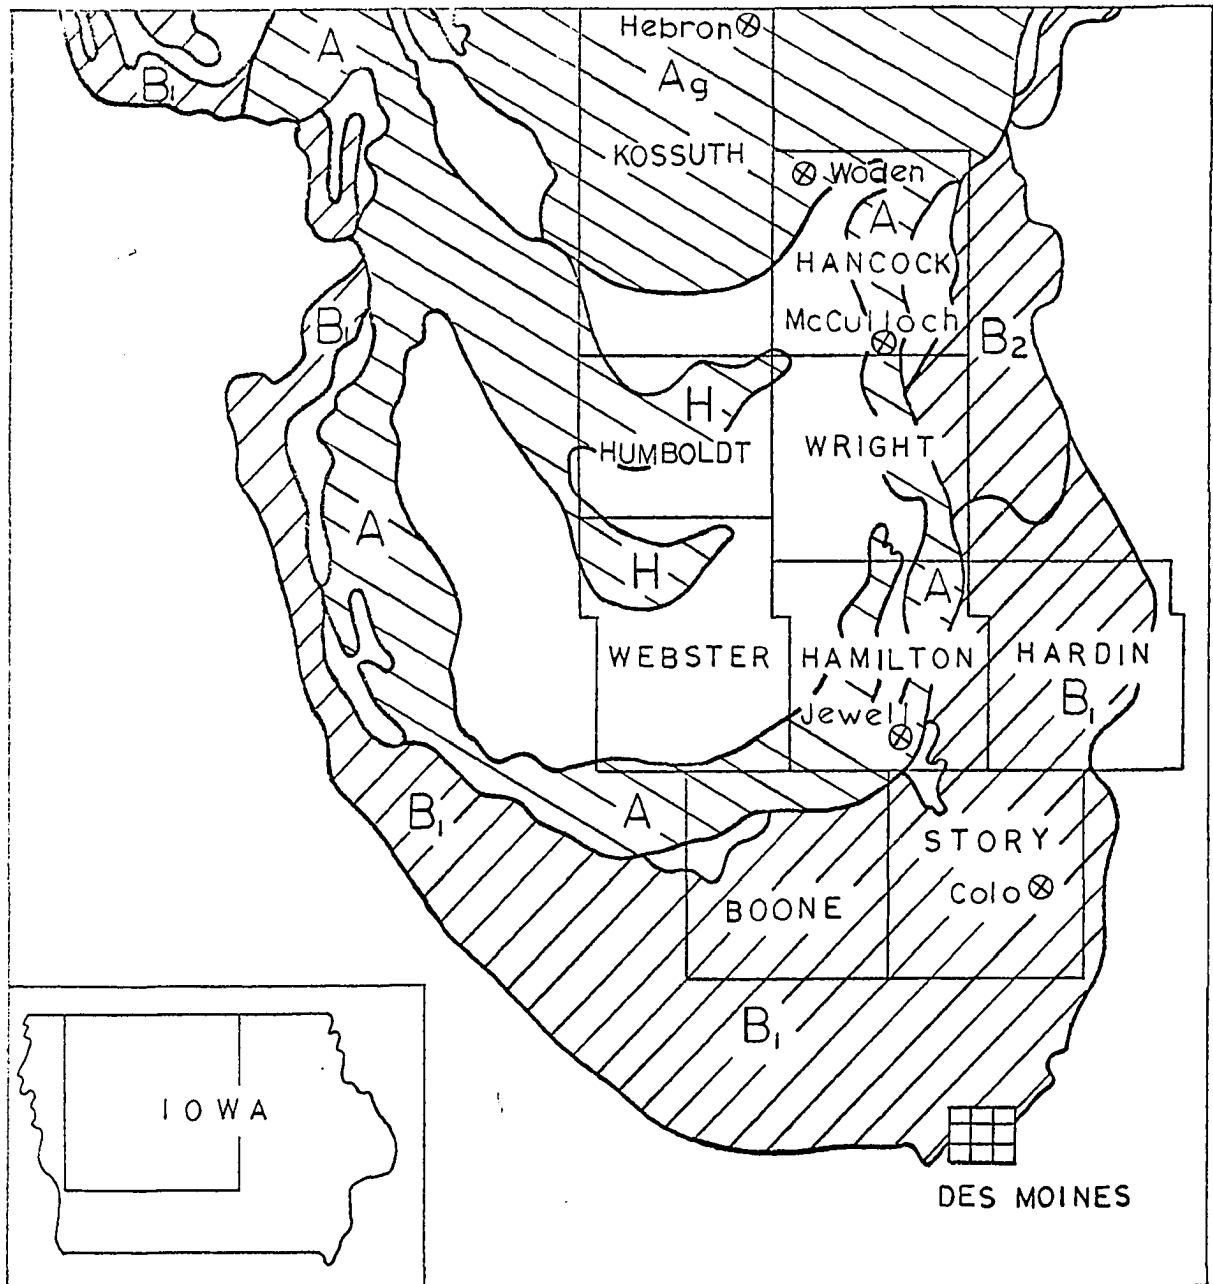 Hebron
A
Ag
B₁
KOSSUTH
Woden
A
HANCOCK
B₁
McCulloch
B₂
H
HUMBOLDT
WRIGHT
A
H
A
WEBSTER
HAMILTON
HARDIN
B₁
Jewell
B₁
A
STORY
Colo
BOONE
B₁
IOWA
DES MOINES